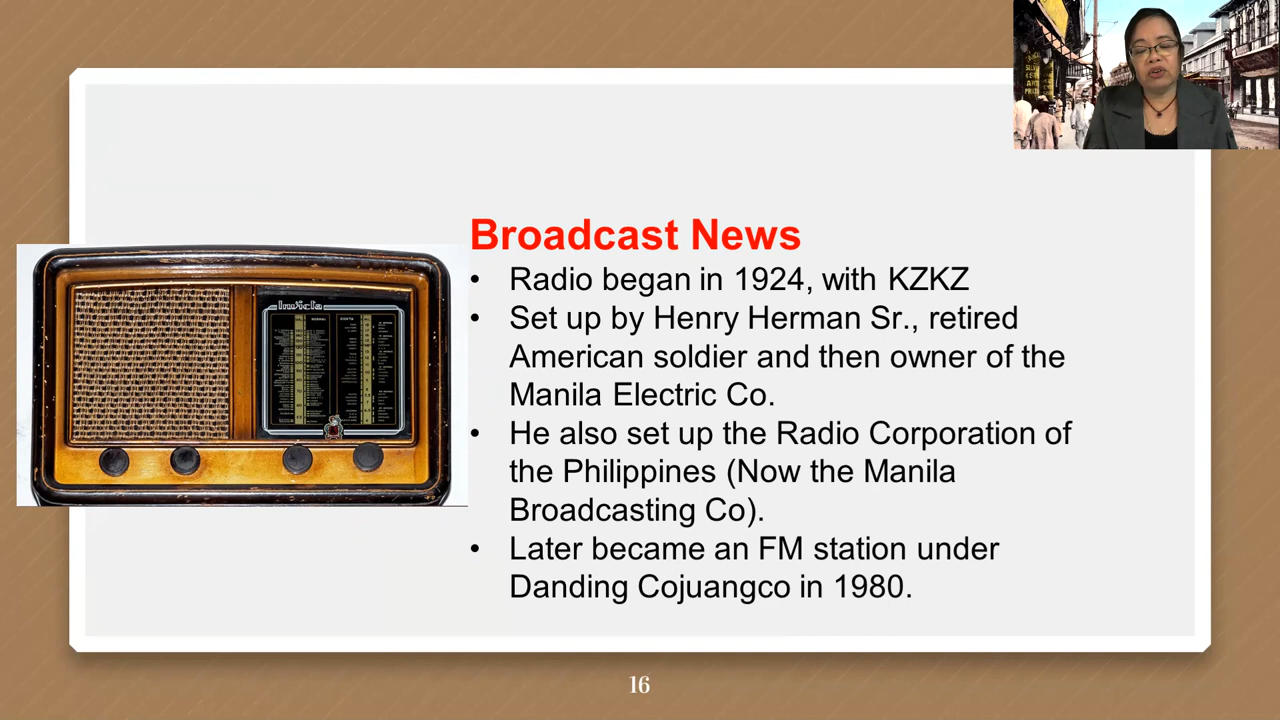 Broadcast News
• Radio began in 1924, with KZKZ
• Set up by Henry Herman Sr., retired
American soldier and then owner of the
Manila Electric Co.
• He also set up the Radio Corporation of
the Philippines (Now the Manila
Broadcasting Co).
• Later became an FM station under
Danding Cojuangco in 1980.
Invicta
16